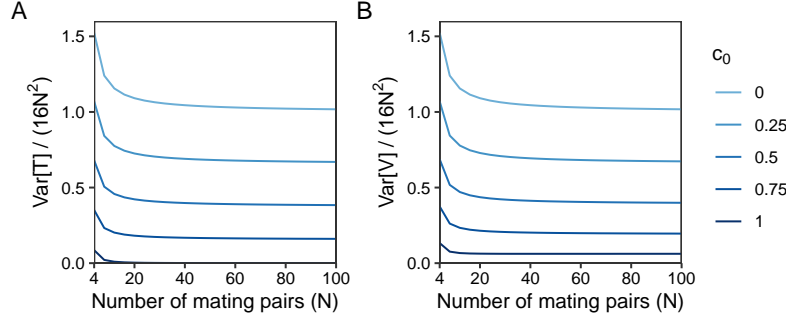 A
Var[T] / (16N²)
1.5
1.0
0.5
0.0
4 20 40 60 80 100
Number of mating pairs (N)
B
Var[V] / (16N²)
1.5
1.0
0.5
0.0
4 20 40 60 80 100
Number of mating pairs (N)
c₀
0
0.25
0.5
0.75
1